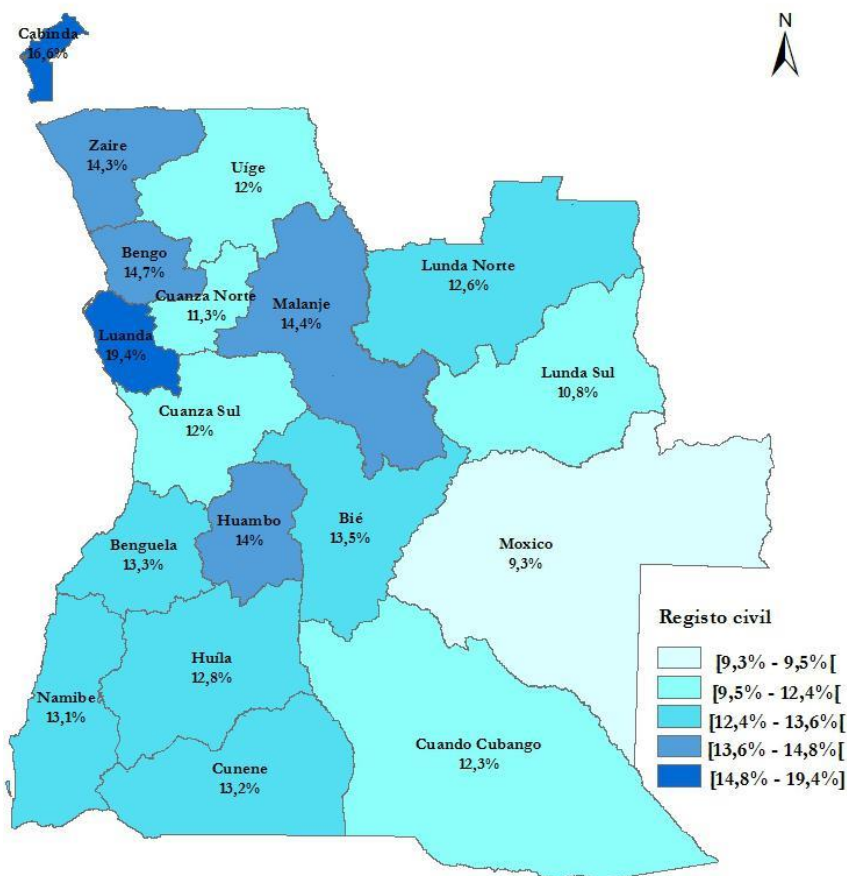 N
Cabinda
16,6%
Zaire
14,3%
Uíge
12%
Bengo
14,7%
Cuanza Norte
11,3%
Malanje
14,4%
Lunda Norte
12,6%
Luanda
19,4%
Lunda Sul
10,8%
Cuanza Sul
12%
Huambo
14%
Bié
13,5%
Benguela
13,3%
Moxico
9,3%
Huíla
12,8%
Namibe
13,1%
Cunene
13,2%
Cuando Cubango
12,3%
Registo civil
[9,3% - 9,5%[
[9,5% - 12,4%[
[12,4% - 13,6%[
[13,6% - 14,8%[
[14,8% - 19,4%]